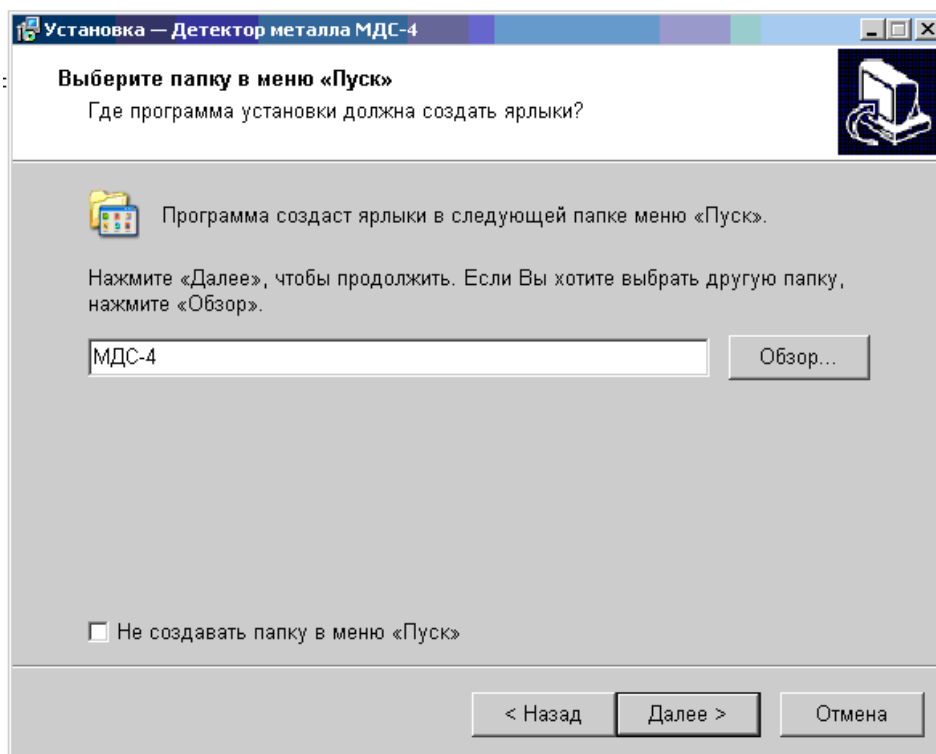 Установка — Детектор металла МДС-4
Выберите папку в меню «Пуск»
Где программа установки должна создать ярлыки?
Программа создаст ярлыки в следующей папке меню «Пуск».
Нажмите «Далее», чтобы продолжить. Если Вы хотите выбрать другую папку,
нажмите «Обзор».
МДС-4
Обзор...
Не создавать папку в меню «Пуск»
< Назад
Далее >
Отмена